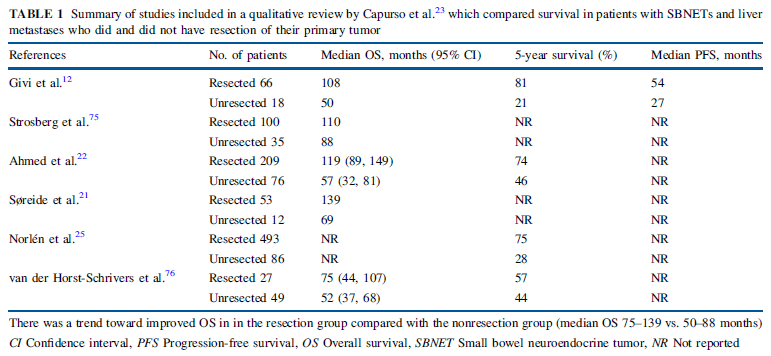 TABLE 1 Summary of studies included in a qualitative review by Capurso et al.23 which compared survival in patients with SBNETs and liver
metastases who did and did not have resection of their primary tumor
References No. of patients Median OS, months (95% CI) 5-year survival (%) Median PFS, months
Givi et al.12 Resected 66 108 81 54
Unresected 18 50 21 27
Strosberg et al.75 Resected 100 110 NR NR
Unresected 35 88 NR NR
Ahmed et al.22 Resected 209 119 (89, 149) 74 NR
Unresected 76 57 (32, 81) 46 NR
Søreide et al.21 Resected 53 139 NR NR
Unresected 12 69 NR NR
Norlén et al.25 Resected 493 NR 75 NR
Unresected 86 NR 28 NR
van der Horst-Schrivers et al.76 Resected 27 75 (44, 107) 57 NR
Unresected 49 52 (37, 68) 44 NR
There was a trend toward improved OS in in the resection group compared with the nonresection group (median OS 75–139 vs. 50–88 months)
CI Confidence interval, PFS Progression-free survival, OS Overall survival, SBNET Small bowel neuroendocrine tumor, NR Not reported